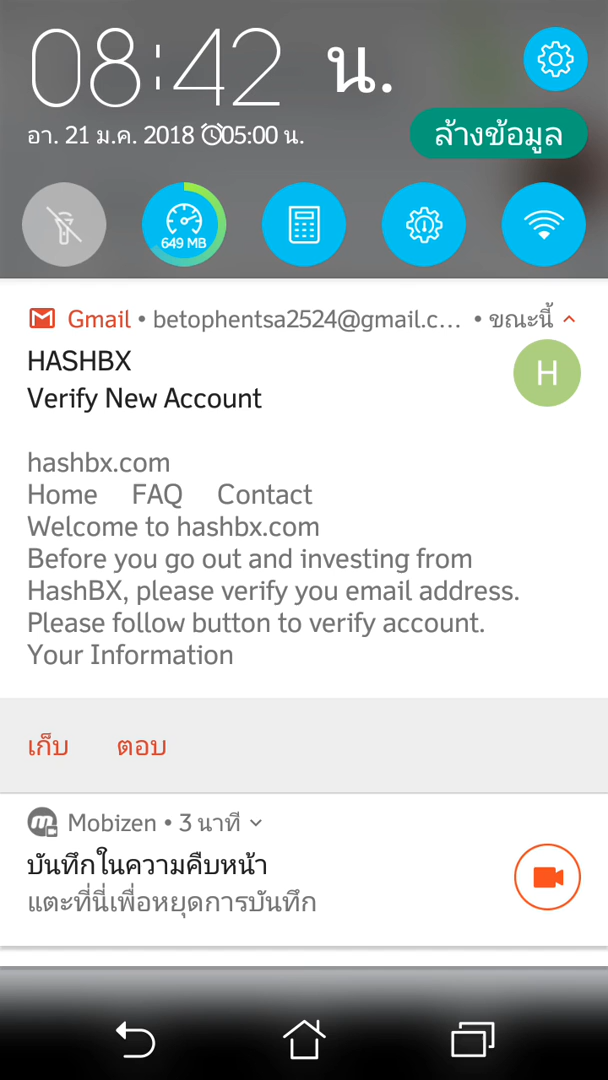 08:42 น.
อา. 21 ม.ค. 2018 05:00 น.
ล้างข้อมูล
649 MB
Gmail • betophentsa2524@gmail.c... • ขณะนี้
HASHBX
H
Verify New Account
hashbx.com
Home FAQ Contact
Welcome to hashbx.com
Before you go out and investing from
HashBX, please verify you email address.
Please follow button to verify account.
Your Information
เก็บ ตอบ
Mobizen • 3 นาที
บันทึกในความคืบหน้า
แตะที่นี่เพื่อหยุดการบันทึก